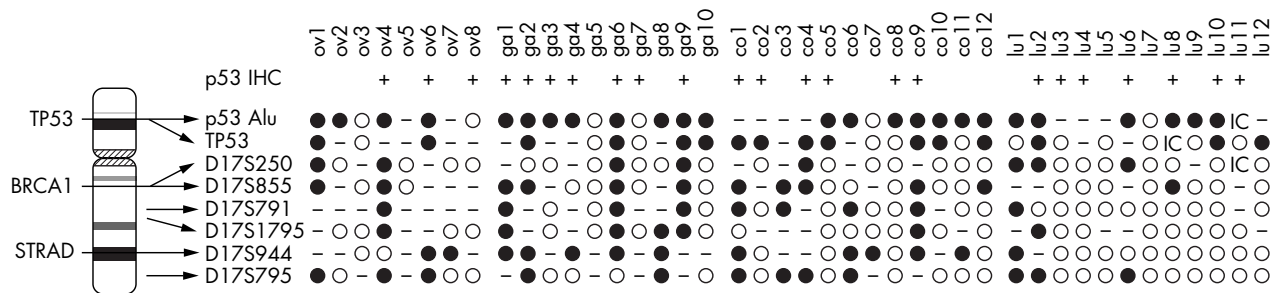 ov1 ov2 ov3 ov4 ov5 ov6 ov7 ov8 ga1 ga2 ga3 ga4 ga5 ga6 ga7 ga8 ga9 ga10 co1 co2 co3 co4 co5 co6 co7 co8 co9 co10 co11 co12 lu1 lu2 lu3 lu4 lu5 lu6 lu7 lu8 lu9 lu10 lu11 lu12
p53 IHC + + + + + + + + + + + + + + + + + + + + + + +
TP53 p53 Alu IC
TP53 IC
D17S250 IC
BRCA1 D17S855
D17S791
D17S1795
STRAD D17S944
D17S795